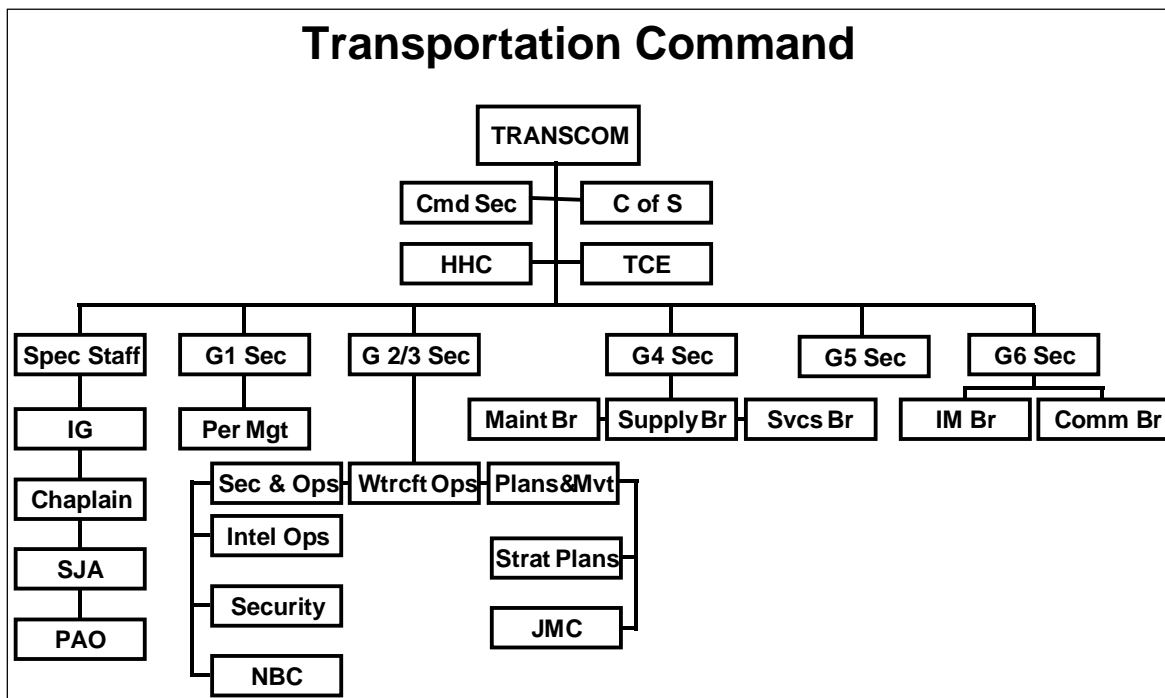 Transportation Command
TRANSCOM
Cmd Sec
C of S
HHC
TCE
Spec Staff
G1 Sec
G 2/3 Sec
G4 Sec
G5 Sec
G6 Sec
IG
Per Mgt
Maint Br
Supply Br
Svcs Br
IM Br
Comm Br
Chaplain
Sec & Ops
Wtrcft Ops
Plans&Mvt
Intel Ops
Strat Plans
SJA
Security
JMC
PAO
NBC